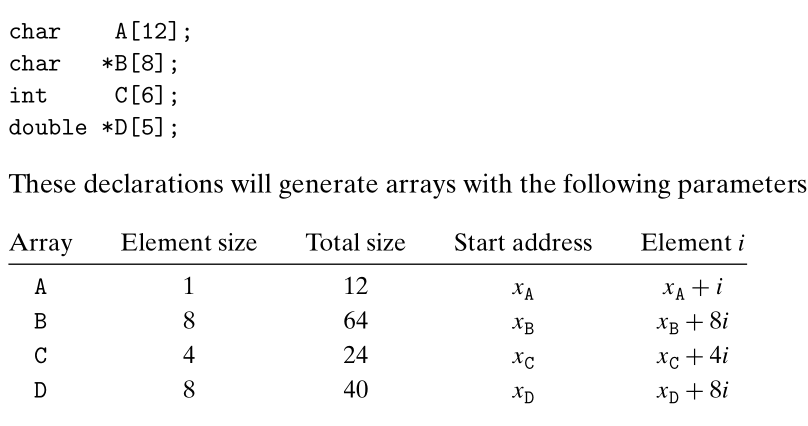 char    A[12];
char   *B[8];
int     C[6];
double *D[5];
These declarations will generate arrays with the following parameters
Array Element size Total size Start address Element i
A 1 12 x_A x_A + i
B 8 64 x_B x_B + 8i
C 4 24 x_C x_C + 4i
D 8 40 x_D x_D + 8i